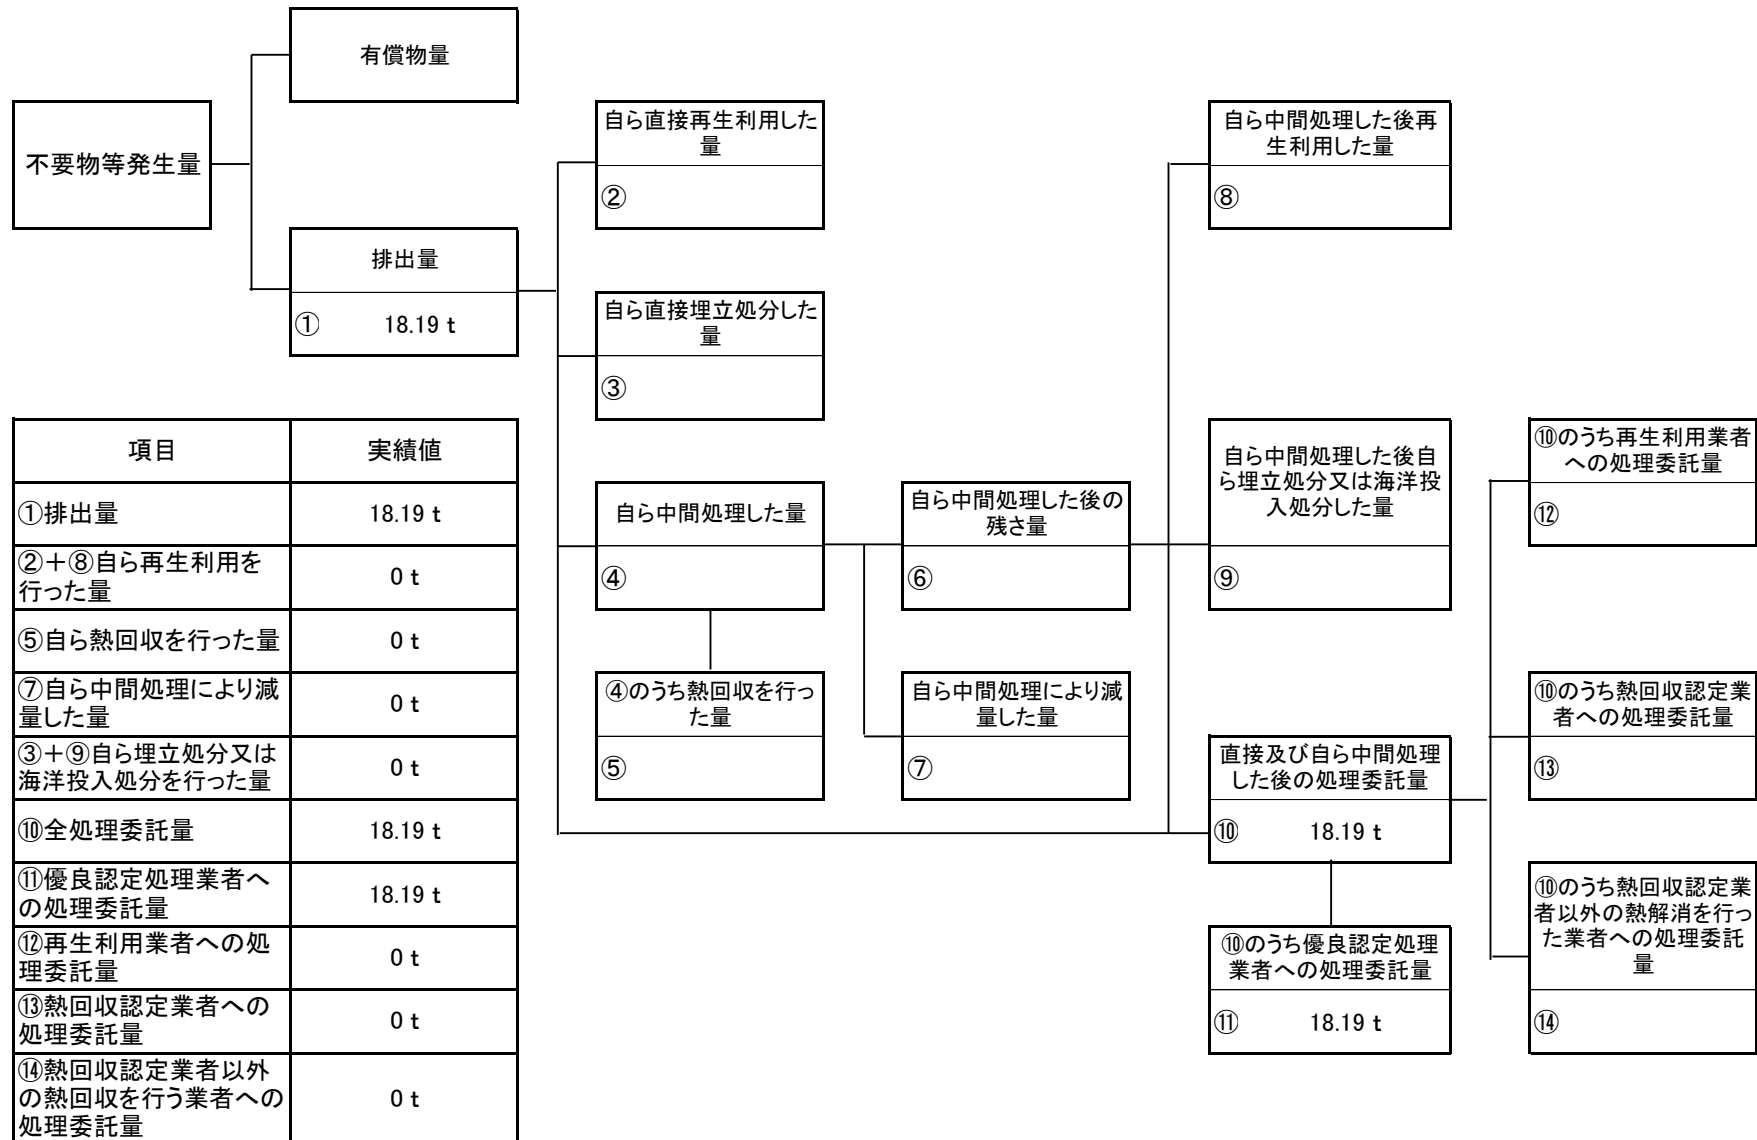 有償物量
不要物等発生量
排出量
① 18.19 t
自ら直接再生利用した
量
②
自ら直接埋立処分した
量
③
自ら中間処理した量
④
④のうち熱回収を行っ
た量
⑤
自ら中間処理した後の
残さ量
⑥
自ら中間処理により減
量した量
⑦
自ら中間処理した後再
生利用した量
⑧
自ら中間処理した後自
ら埋立処分又は海洋投
入処分した量
⑨
直接及び自ら中間処理
した後の処理委託量
⑩ 18.19 t
⑩のうち優良認定処理
業者への処理委託量
⑪ 18.19 t
⑩のうち再生利用業者
への処理委託量
⑫
⑩のうち熱回収認定業
者への処理委託量
⑬
⑩のうち熱回収認定業
者以外の熱解消を行っ
た業者への処理委託
量
⑭
項目 実績値
①排出量 18.19 t
②＋⑧自ら再生利用を
行った量 0 t
⑤自ら熱回収を行った量 0 t
⑦自ら中間処理により減
量した量 0 t
③＋⑨自ら埋立処分又は
海洋投入処分を行った量 0 t
⑩全処理委託量 18.19 t
⑪優良認定処理業者へ
の処理委託量 18.19 t
⑫再生利用業者への処
理委託量 0 t
⑬熱回収認定業者への
処理委託量 0 t
⑭熱回収認定業者以外
の熱回収を行う業者への
処理委託量 0 t